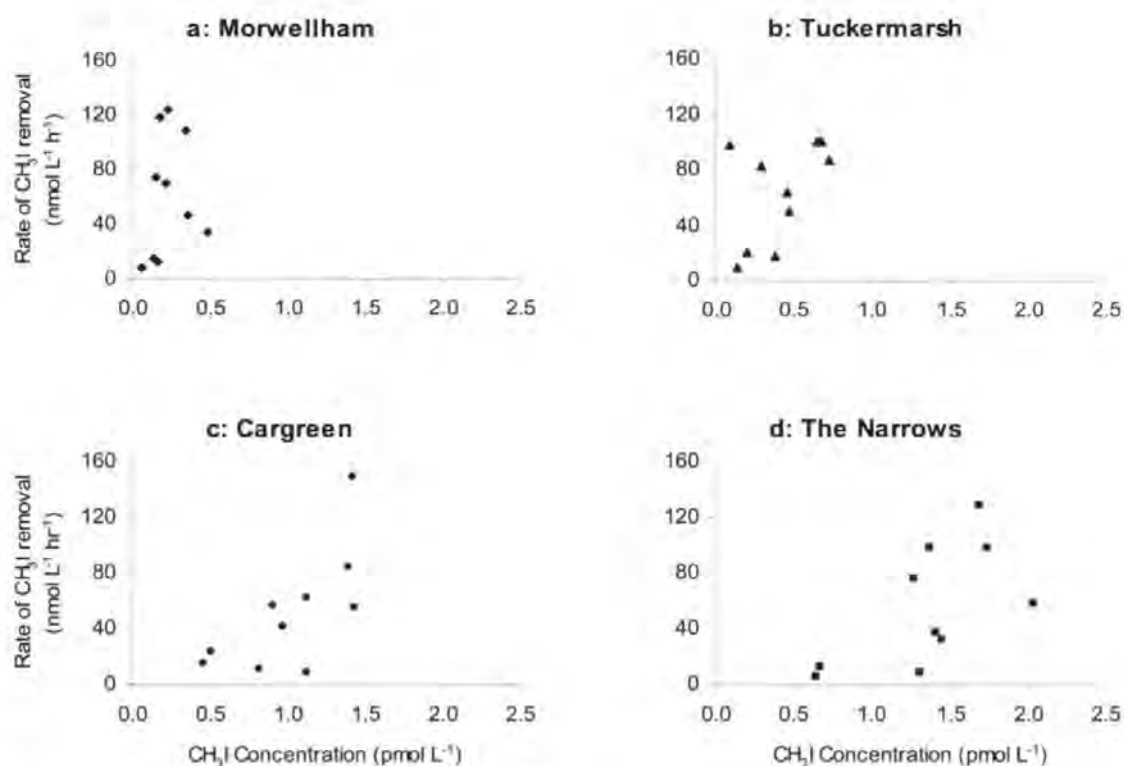 a: Morwellham
b: Tuckermarsh
Rate of CH₃I removal
(nmol L⁻¹ h⁻¹)
160
120
80
40
0
0.0 0.5 1.0 1.5 2.0 2.5
160
120
80
40
0
0.0 0.5 1.0 1.5 2.0 2.5
c: Cargreen
d: The Narrows
Rate of CH₃I removal
(nmol L⁻¹ hr⁻¹)
160
120
80
40
0
0.0 0.5 1.0 1.5 2.0 2.5
CH₃I Concentration (pmol L⁻¹)
160
120
80
40
0
0.0 0.5 1.0 1.5 2.0 2.5
CH₃I Concentration (pmol L⁻¹)